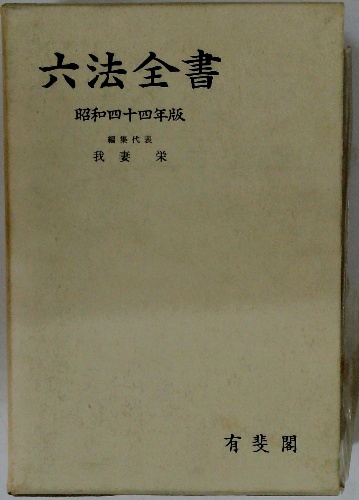 六法全書
昭和四十四年版
編集代表
我妻栄
有斐閣